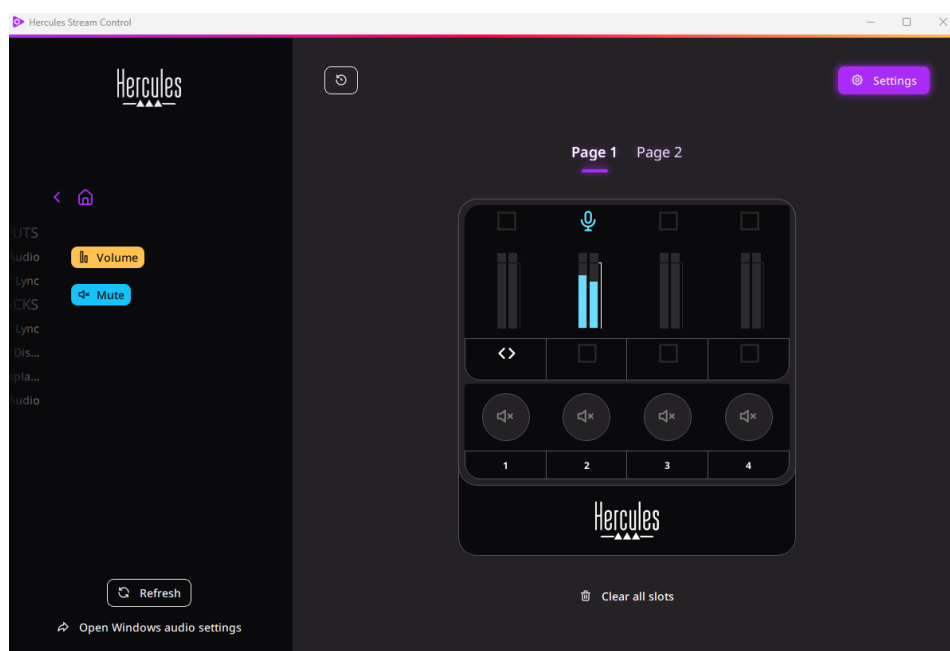 Hercules Stream Control
Hercules
Settings
Page 1 Page 2
UTS
udio
Lync
CKS
Lync
Dis...
pla...
udio
Volume
Mute
1 2 3 4
Hercules
Refresh
Open Windows audio settings
Clear all slots